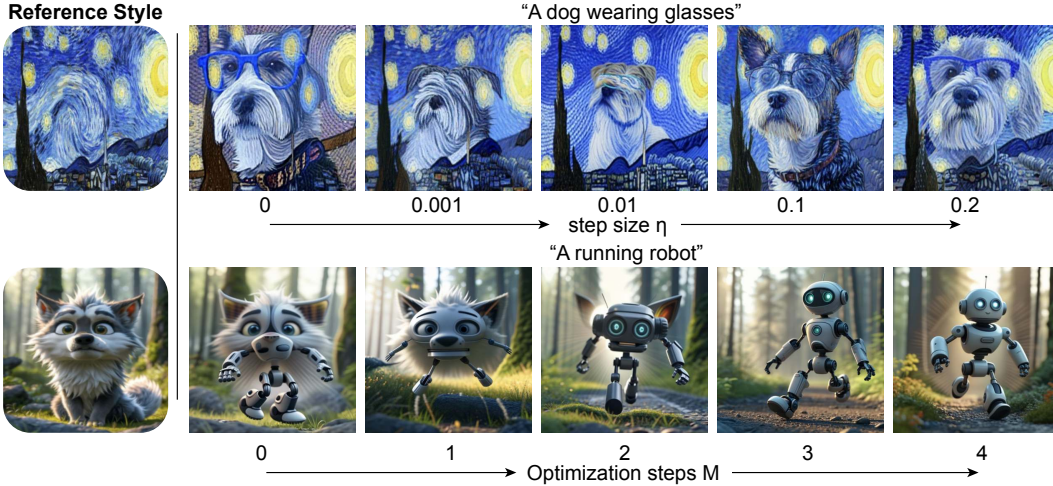 Reference Style
“A dog wearing glasses”
0 0.001 0.01 0.1 0.2
step size η
“A running robot”
0 1 2 3 4
Optimization steps M